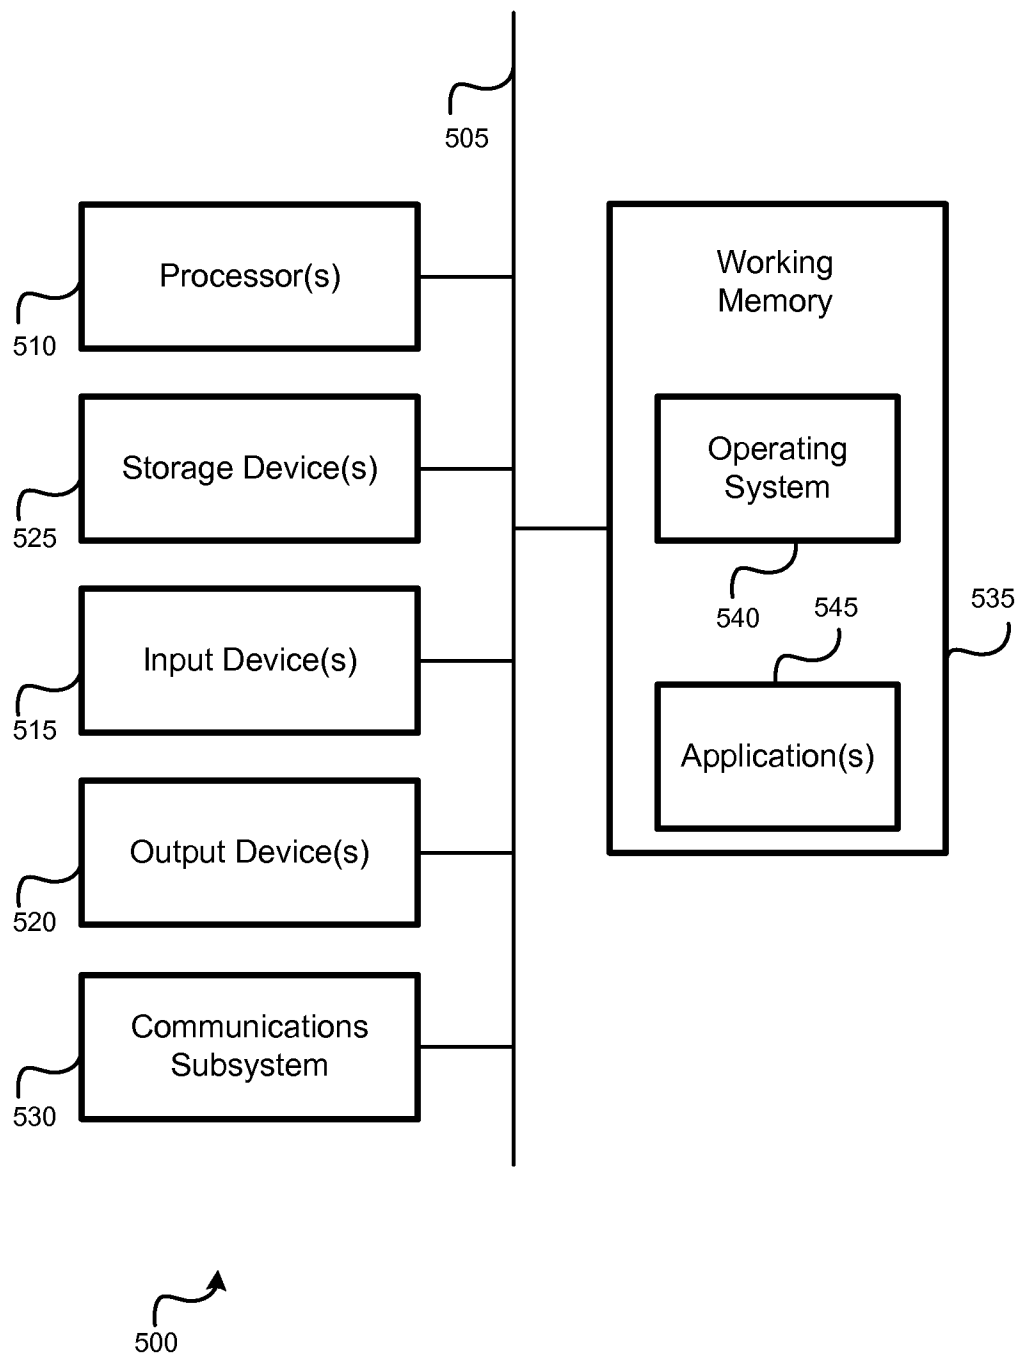 505
Processor(s)
510
Storage Device(s)
525
Input Device(s)
515
Output Device(s)
520
Communications
Subsystem
530
Working
Memory
Operating
System
540
545
535
Application(s)
500